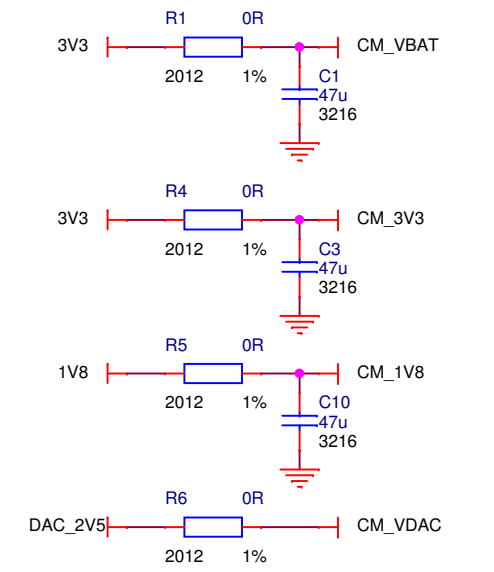 R1 0R
3V3 CM_VBAT
2012 1% C1
47u
3216
R4 0R
3V3 CM_3V3
2012 1% C3
47u
3216
R5 0R
1V8 CM_1V8
2012 1% C10
47u
3216
R6 0R
DAC_2V5 CM_VDAC
2012 1%